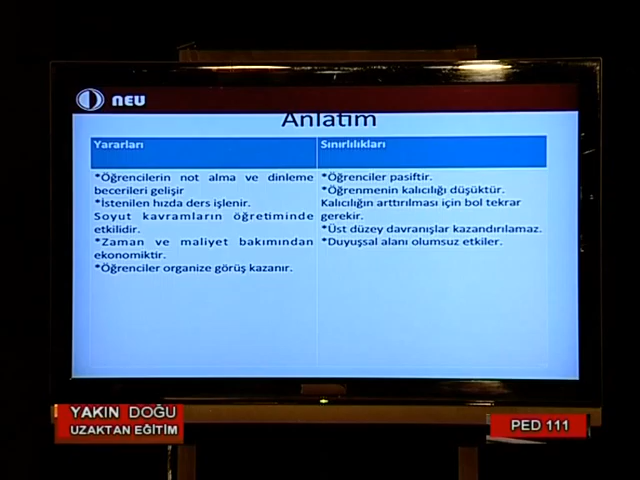 NEU
Anlatım
Yararları
Sınırlılıkları
*Öğrencilerin not alma ve dinleme
becerileri gelişir
*İstenilen hızda ders işlenir.
Soyut kavramların öğretiminde
etkilidir.
*Zaman ve maliyet bakımından
ekonomiktir.
*Öğrenciler organize görüş kazanır.
*Öğrenciler pasiftir.
*Öğrenmenin kalıcılığı düşüktür.
Kalıcılığın arttırılması için bol tekrar
gerekir.
*Üst düzey davranışlar kazandırılamaz.
*Duyuşsal alanı olumsuz etkiler.
YAKIN DOĞU
UZAKTAN EĞİTİM
PED 111